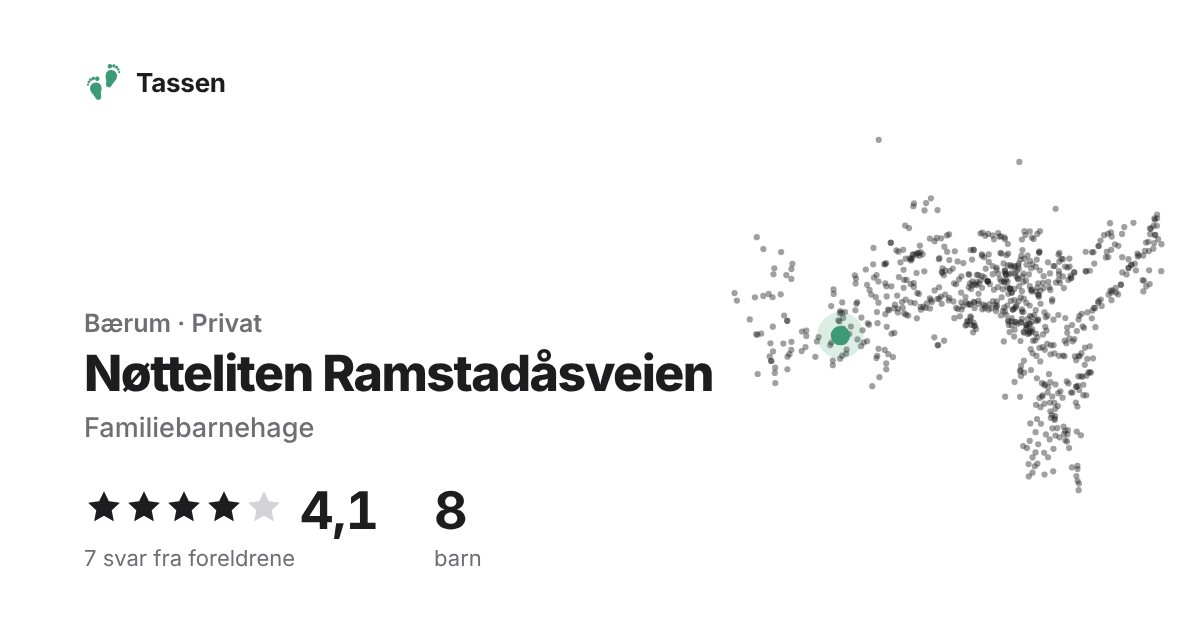 Tassen
Bærum · Privat
Nøtteliten Ramstadåsveien
Familiebarnehage
4,1
8
7 svar fra foreldrene
barn